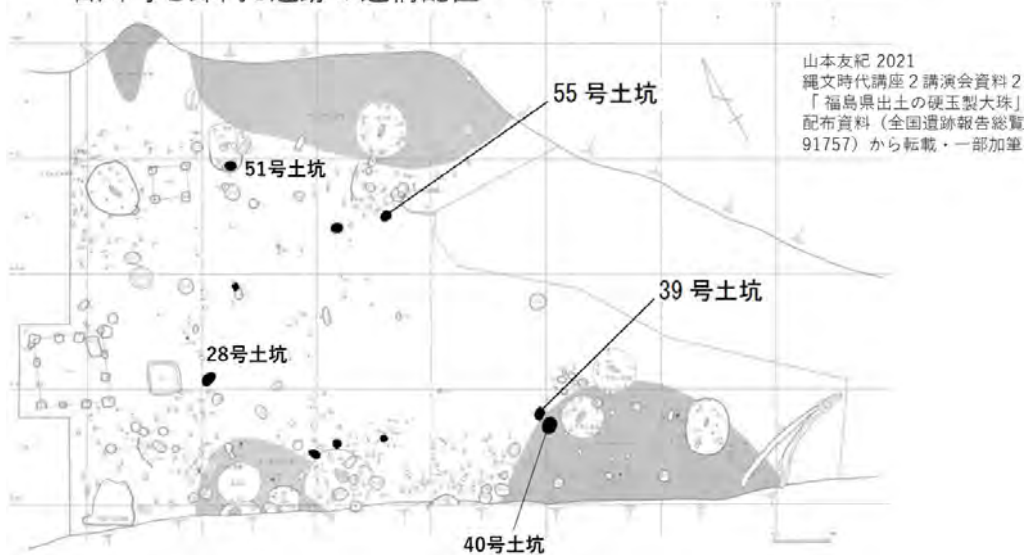 55 号土坑
山本友紀 2021
縄文時代講座２講演会資料２
「 福島県出土の硬玉製大珠」
配布資料（全国遺跡報告総覧
91757）から転載・一部加筆
51号土坑
39 号土坑
28号土坑
40号土坑